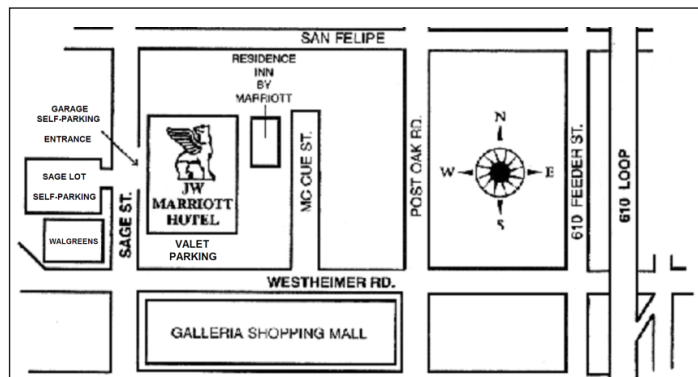 SAN FELIPE
RESIDENCE
INN
BY
MARRIOTT
GARAGE
SELF-PARKING
ENTRANCE
SAGE LOT
SELF-PARKING
WALGREENS
SAGE ST.
JW
MARRIOTT
HOTEL
VALET
PARKING
MC CUE ST.
POST OAK RD.
N
W
E
S
610 FEEDER ST.
610 LOOP
WESTHEIMER RD.
GALLERIA SHOPPING MALL